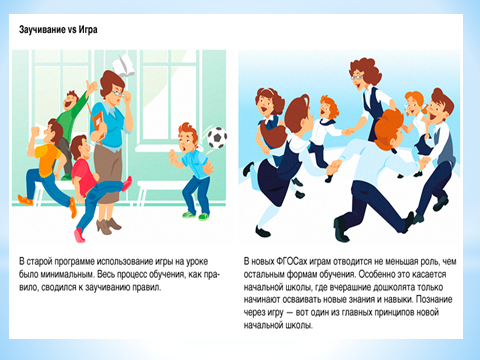 Заучивание vs Игра
В старой программе использование игры на уроке
было минимальным. Весь процесс обучения, как пра-
вило, сводился к заучиванию правил.
В новых ФГОСах играм отводится не меньшая роль, чем
остальным формам обучения. Особенно это касается
начальной школы, где вчерашние дошколята только
начинают осваивать новые знания и навыки. Познание
через игру — вот один из главных принципов новой
начальной школы.